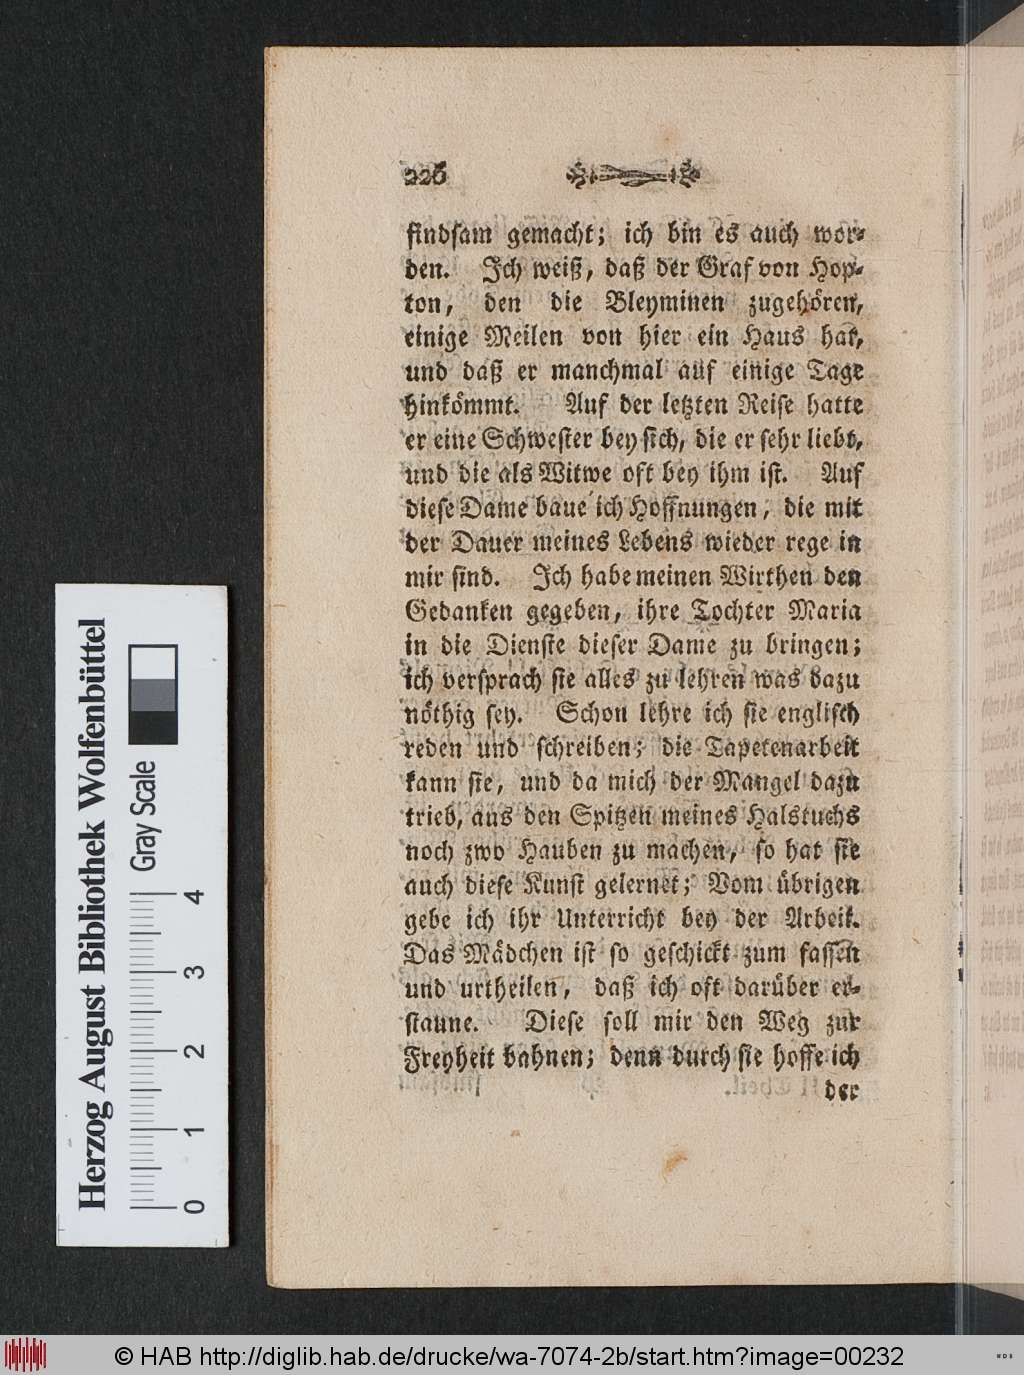 226
findsam gemacht; ich bin es auch wor-
den. Ich weiß, daß der Graf von Hop-
ton, den die Bleyminen zugehören,
einige Meilen von hier ein Haus hat,
und daß er manchmal auf einige Tage
hinkömmt. Auf der letzten Reise hatte
er eine Schwester bey sich, die er sehr liebt,
und die als Witwe oft bey ihm ist. Auf
diese Dame baue ich Hoffnungen, die mit
der Dauer meines Lebens wieder rege in
mir sind. Ich habe meinen Wirthen den
Gedanken gegeben, ihre Tochter Maria
in die Dienste dieser Dame zu bringen;
ich versprach sie alles zu lehren was dazu
nöthig sey. Schon lehre ich sie englisch
reden und schreiben; die Tapetenarbeit
kann sie, und da mich der Mangel dazu
trieb, aus den Spitzen meines Halstuchs
noch zwo Hauben zu machen, so hat sie
auch diese Kunst gelernet; Vom übrigen
gebe ich ihr Unterricht bey der Arbeit.
Das Mädchen ist so geschickt zum fassen
und urtheilen, daß ich oft darüber er-
staune. Diese soll mir den Weg zur
Freyheit bahnen; denn durch sie hoffe ich
der
Herzog August Bibliothek Wolfenbüttel
Gray Scale
0 1 2 3 4
© HAB http://diglib.hab.de/drucke/wa-7074-2b/start.htm?image=00232